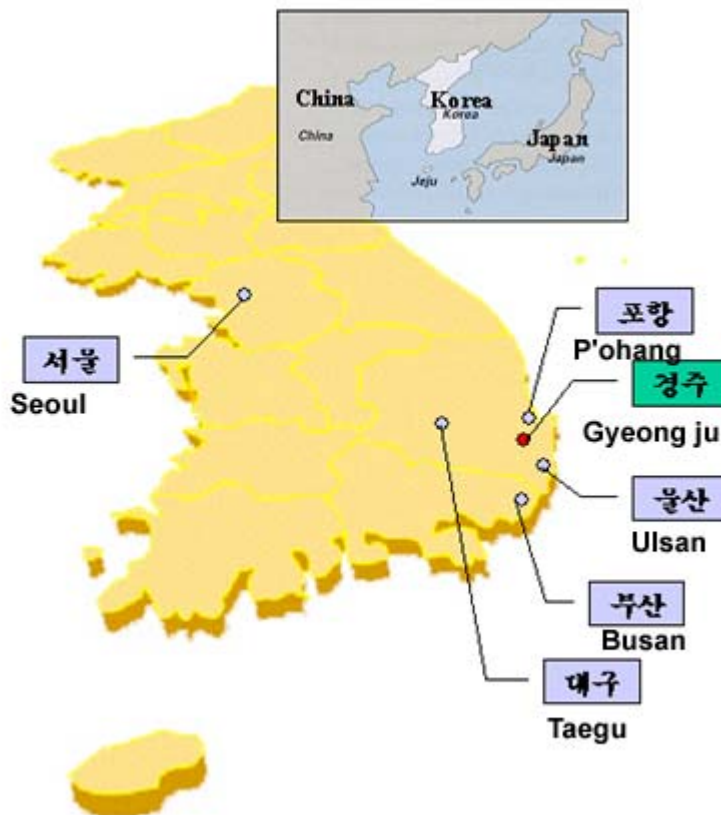 China
China
Korea
Korea
Japan
Japan
Jeju
포항
P'ohang
서울
Seoul
경주
Gyeong ju
울산
Ulsan
부산
Busan
대구
Taegu